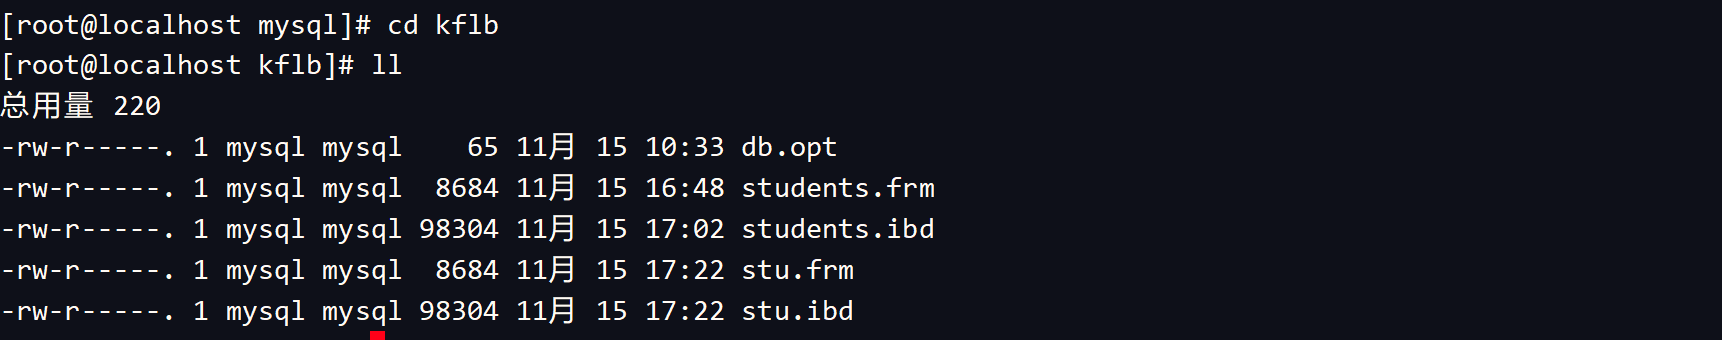 [root@localhost mysql]# cd kflb
[root@localhost kflb]# ll
总用量 220
-rw-r-----. 1 mysql mysql    65 11月 15 10:33 db.opt
-rw-r-----. 1 mysql mysql  8684 11月 15 16:48 students.frm
-rw-r-----. 1 mysql mysql 98304 11月 15 17:02 students.ibd
-rw-r-----. 1 mysql mysql  8684 11月 15 17:22 stu.frm
-rw-r-----. 1 mysql mysql 98304 11月 15 17:22 stu.ibd